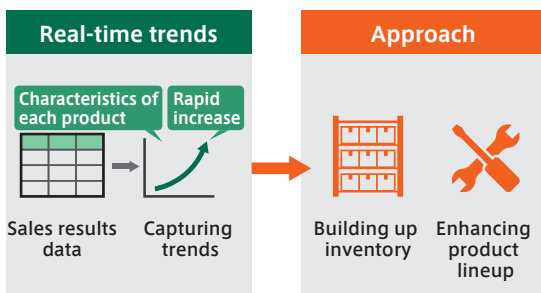 Real-time trends
Characteristics of
each product
Rapid
increase
Sales results
data
Capturing
trends
Approach
Building up
inventory
Enhancing
product
lineup